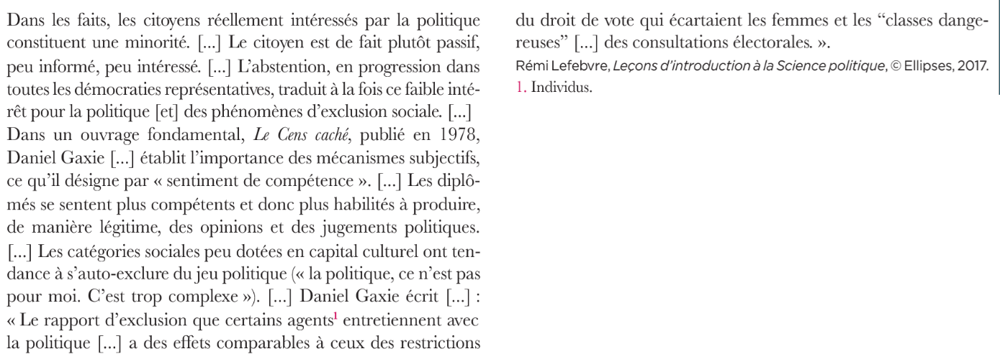 Dans les faits, les citoyens réellement intéressés par la politique
constituent une minorité. [...] Le citoyen est de fait plutôt passif,
peu informé, peu intéressé. [...] L’abstention, en progression dans
toutes les démocraties représentatives, traduit à la fois ce faible inté-
rêt pour la politique [et] des phénomènes d’exclusion sociale. [...]
Dans un ouvrage fondamental, Le Cens caché, publié en 1978,
Daniel Gaxie [...] établit l’importance des mécanismes subjectifs,
ce qu’il désigne par « sentiment de compétence ». [...] Les diplô-
més se sentent plus compétents et donc plus habilités à produire,
de manière légitime, des opinions et des jugements politiques.
[...] Les catégories sociales peu dotées en capital culturel ont ten-
dance à s’auto-exclure du jeu politique (« la politique, ce n’est pas
pour moi. C’est trop complexe »). [...] Daniel Gaxie écrit [...] :
« Le rapport d’exclusion que certains agents¹ entretiennent avec
la politique [...] a des effets comparables à ceux des restrictions
du droit de vote qui écartaient les femmes et les “classes dange-
reuses” [...] des consultations électorales. ».
Rémi Lefebvre, Leçons d’introduction à la Science politique, © Ellipses, 2017.
1. Individus.